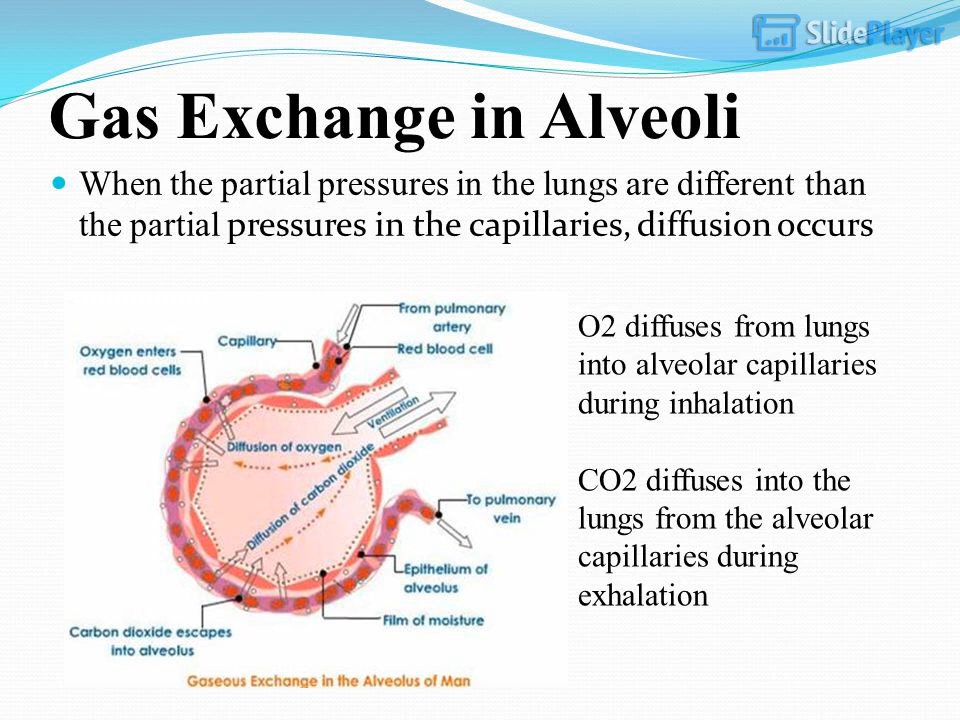 SlidePlayer
Gas Exchange in Alveoli
When the partial pressures in the lungs are different than
the partial pressures in the capillaries, diffusion occurs
From pulmonary
artery
Capillary
Red blood cell
Oxygen enters
red blood cells
Ventilation
Diffusion of oxygen
Diffusion of carbon dioxide
To pulmonary
vein
Epithelium of
alveolus
Film of moisture
Carbon dioxide escapes
into alveolus
Gaseous Exchange in the Alveolus of Man
O2 diffuses from lungs
into alveolar capillaries
during inhalation
CO2 diffuses into the
lungs from the alveolar
capillaries during
exhalation